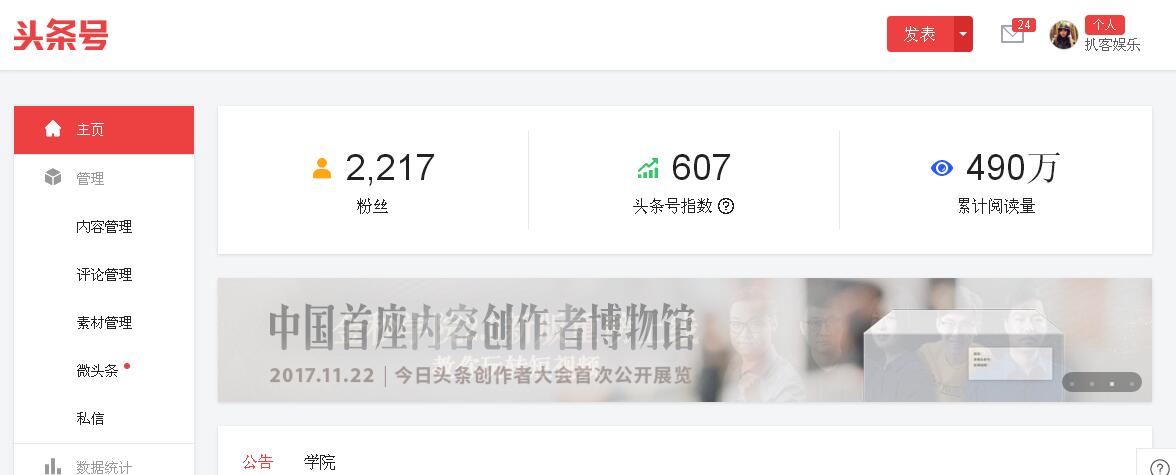 头条号
发表
24
个人
扒客娱乐
主页
管理
内容管理
评论管理
素材管理
微头条
私信
数据统计
2,217
粉丝
607
头条号指数
490万
累计阅读量
中国首座内容创作者博物馆
2017.11.22 | 今日头条创作者大会首次公开展览
公告
学院